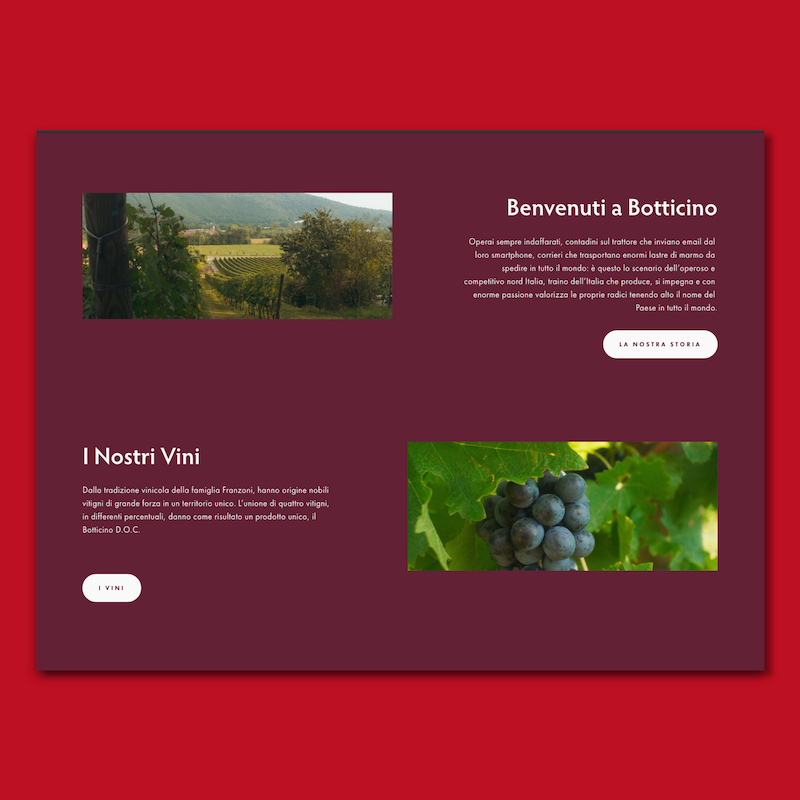 Benvenuti a Botticino
Operai sempre indaffarati, contadini sul trattore che inviano email dal
loro smartphone, corrieri che trasportano enormi lastre di marmo da
spedire in tutto il mondo: è questo lo scenario dell'operoso e
competitivo nord Italia, traino dell'Italia che produce, si impegna e con
enorme passione valorizza le proprie radici tenendo alto il nome del
Paese in tutto il mondo.
LA NOSTRA STORIA
I Nostri Vini
Dalla tradizione vinicola della famiglia Franzoni, hanno origine nobili
vitigni di grande forza in un territorio unico. L'unione di quattro vitigni,
in differenti percentuali, danno come risultato un prodotto unico, il
Botticino D.O.C.
I VINI